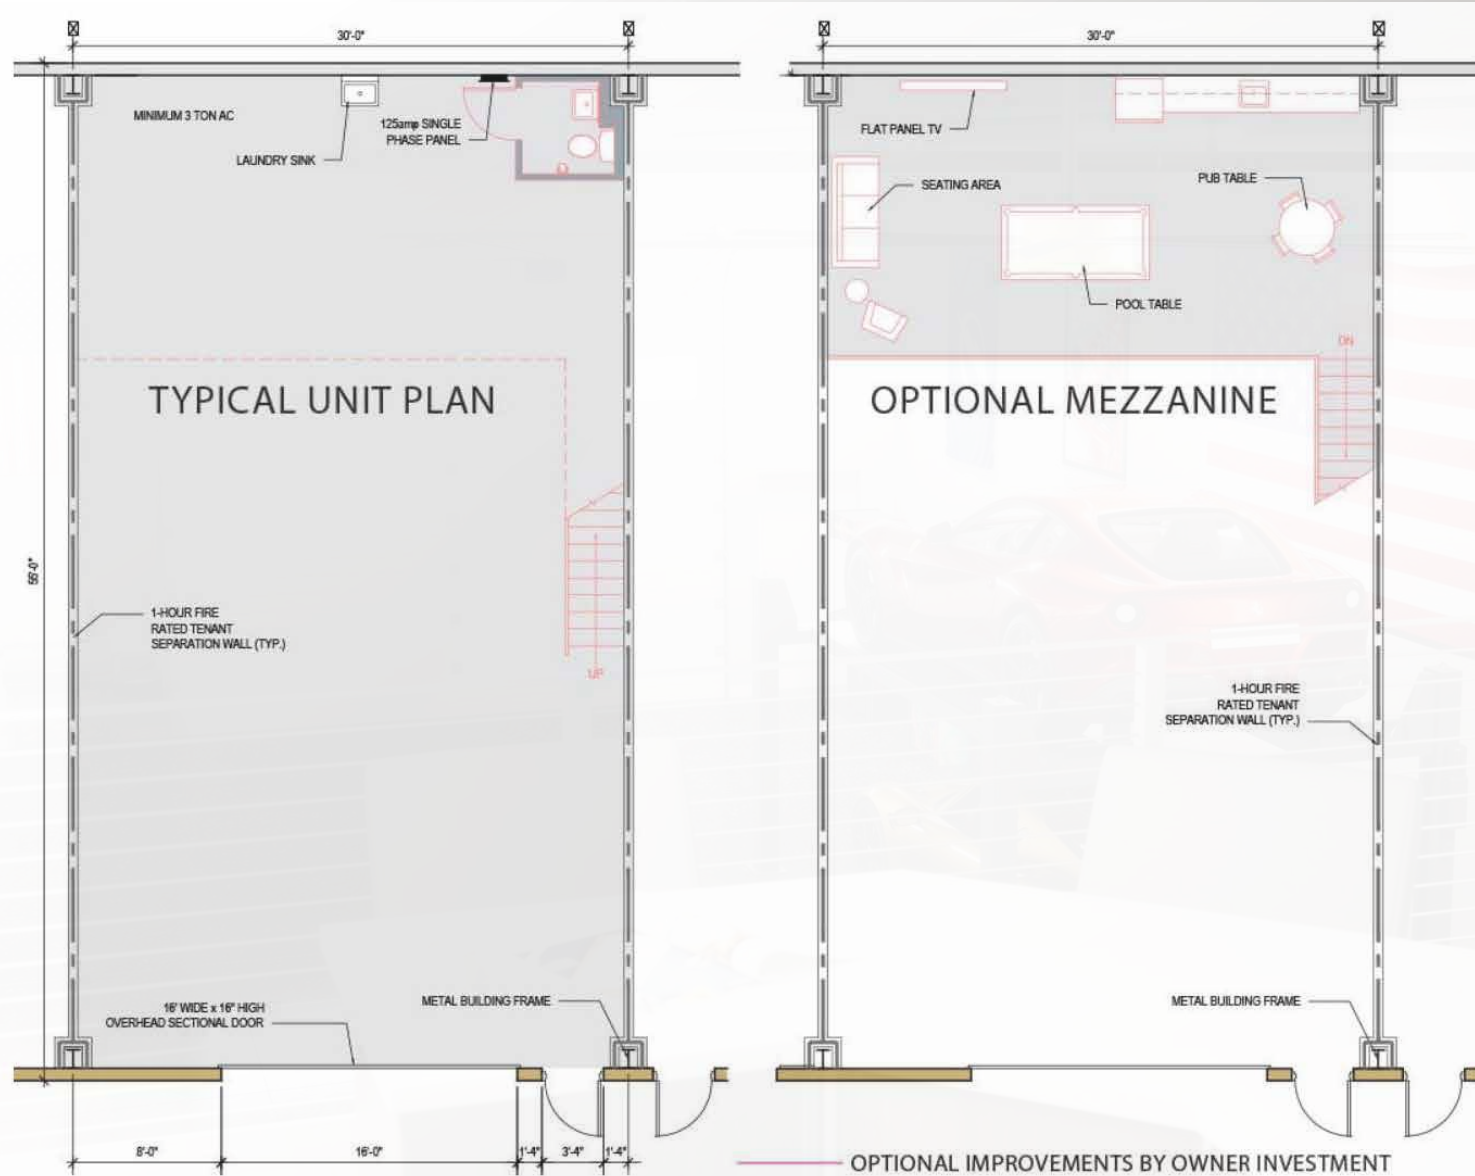 30'-0"
MINIMUM 3 TON AC
LAUNDRY SINK
125amp SINGLE
PHASE PANEL
TYPICAL UNIT PLAN
55'-0"
1-HOUR FIRE
RATED TENANT
SEPARATION WALL (TYP.)
UP
16' WIDE x 16" HIGH
OVERHEAD SECTIONAL DOOR
METAL BUILDING FRAME
8'-0"
16'-0"
1'-4"
3'-4"
1'-4"
30'-0"
FLAT PANEL TV
SEATING AREA
PUB TABLE
POOL TABLE
DN
OPTIONAL MEZZANINE
1-HOUR FIRE
RATED TENANT
SEPARATION WALL (TYP.)
METAL BUILDING FRAME
OPTIONAL IMPROVEMENTS BY OWNER INVESTMENT